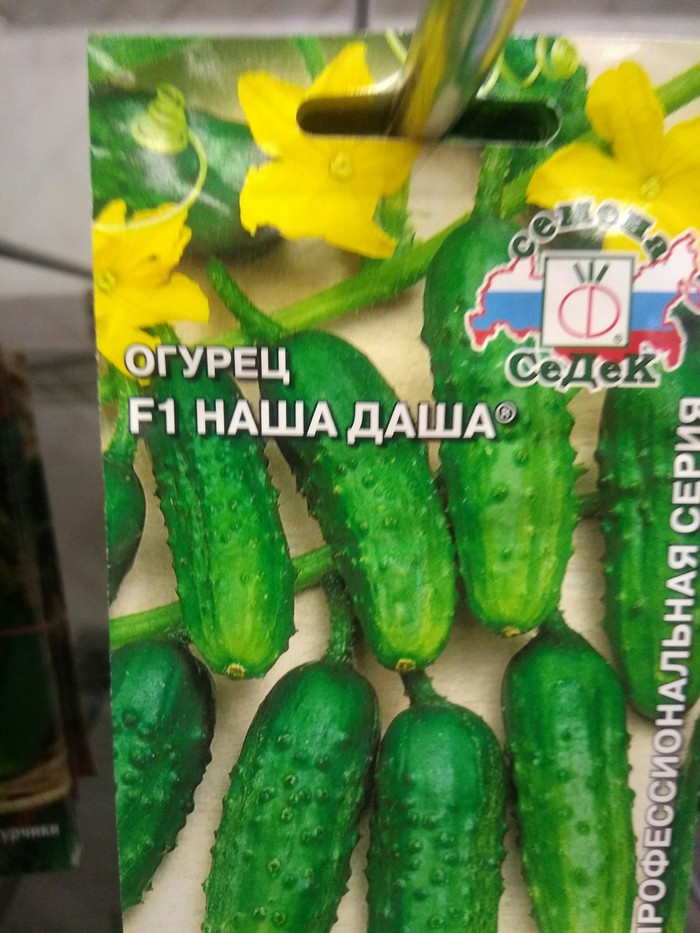 семена
СеДеК
ОГУРЕЦ
F1 НАША ДАША®
ПРОФЕССИОНАЛЬНАЯ СЕРИЯ